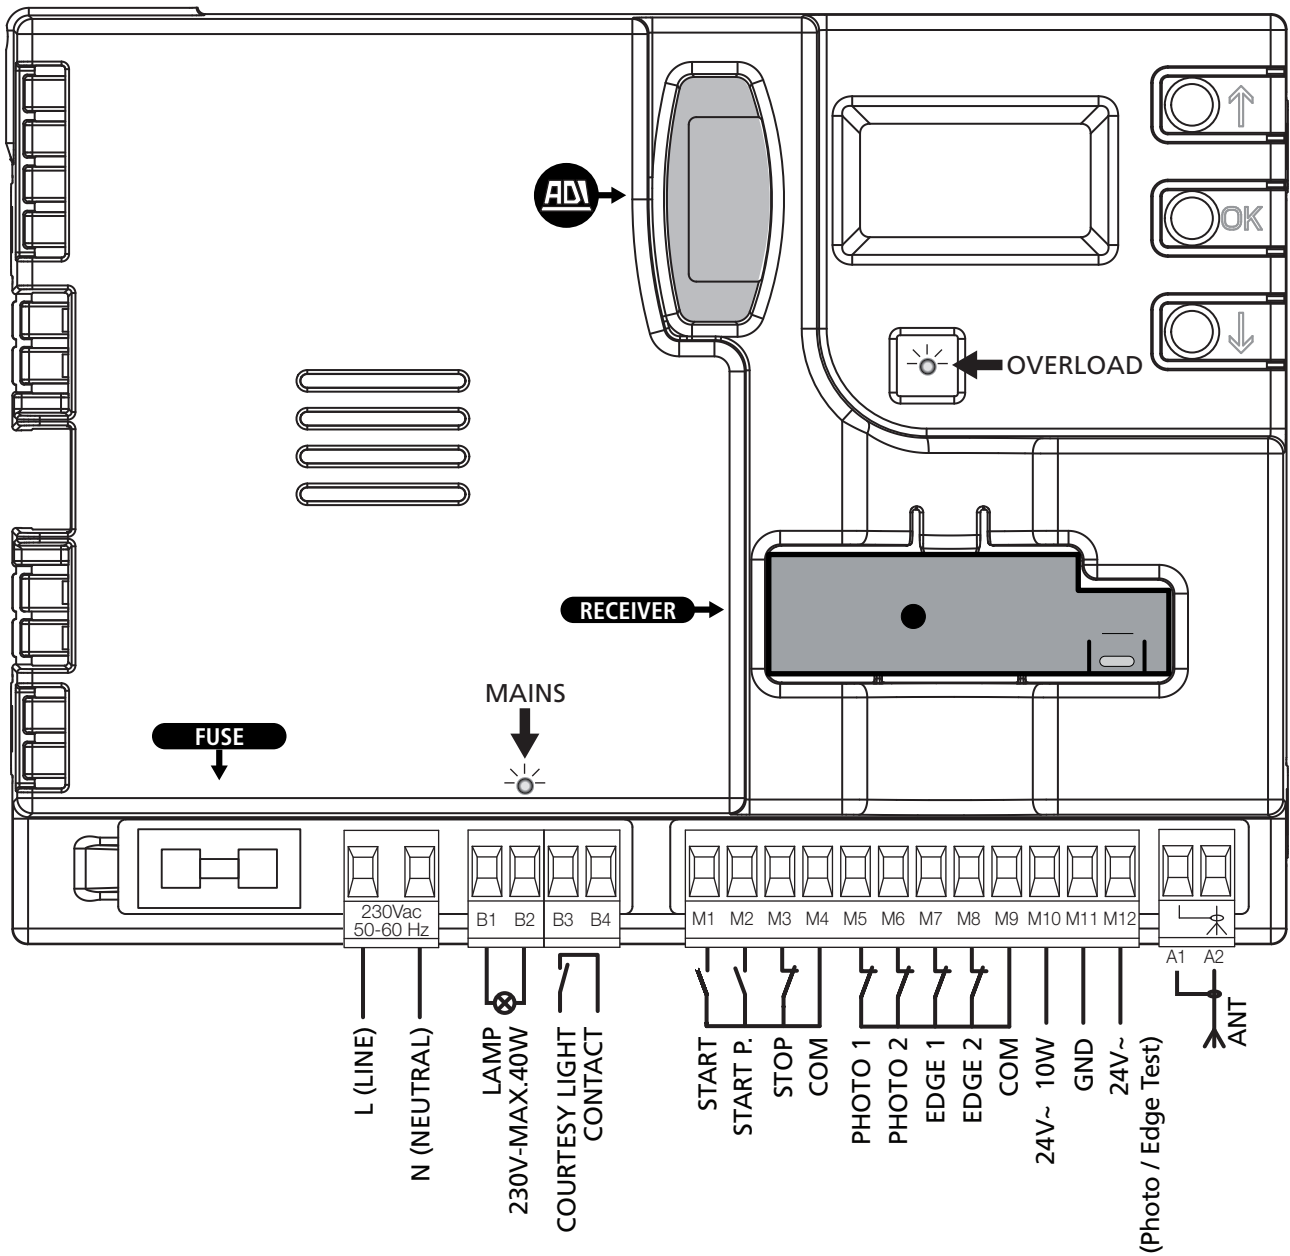 ADI
OK
OVERLOAD
RECEIVER
MAINS
FUSE
230Vac
50-60 Hz
B1 B2 B3 B4
M1 M2 M3 M4 M5 M6 M7 M8 M9 M10 M11 M12
A1 A2
L (LINE)
N (NEUTRAL)
LAMP
230V-MAX.40W
COURTESY LIGHT
CONTACT
START
START P.
STOP
COM
PHOTO 1
PHOTO 2
EDGE 1
EDGE 2
COM
24V~ 10W
GND
24V~
(Photo / Edge Test)
ANT